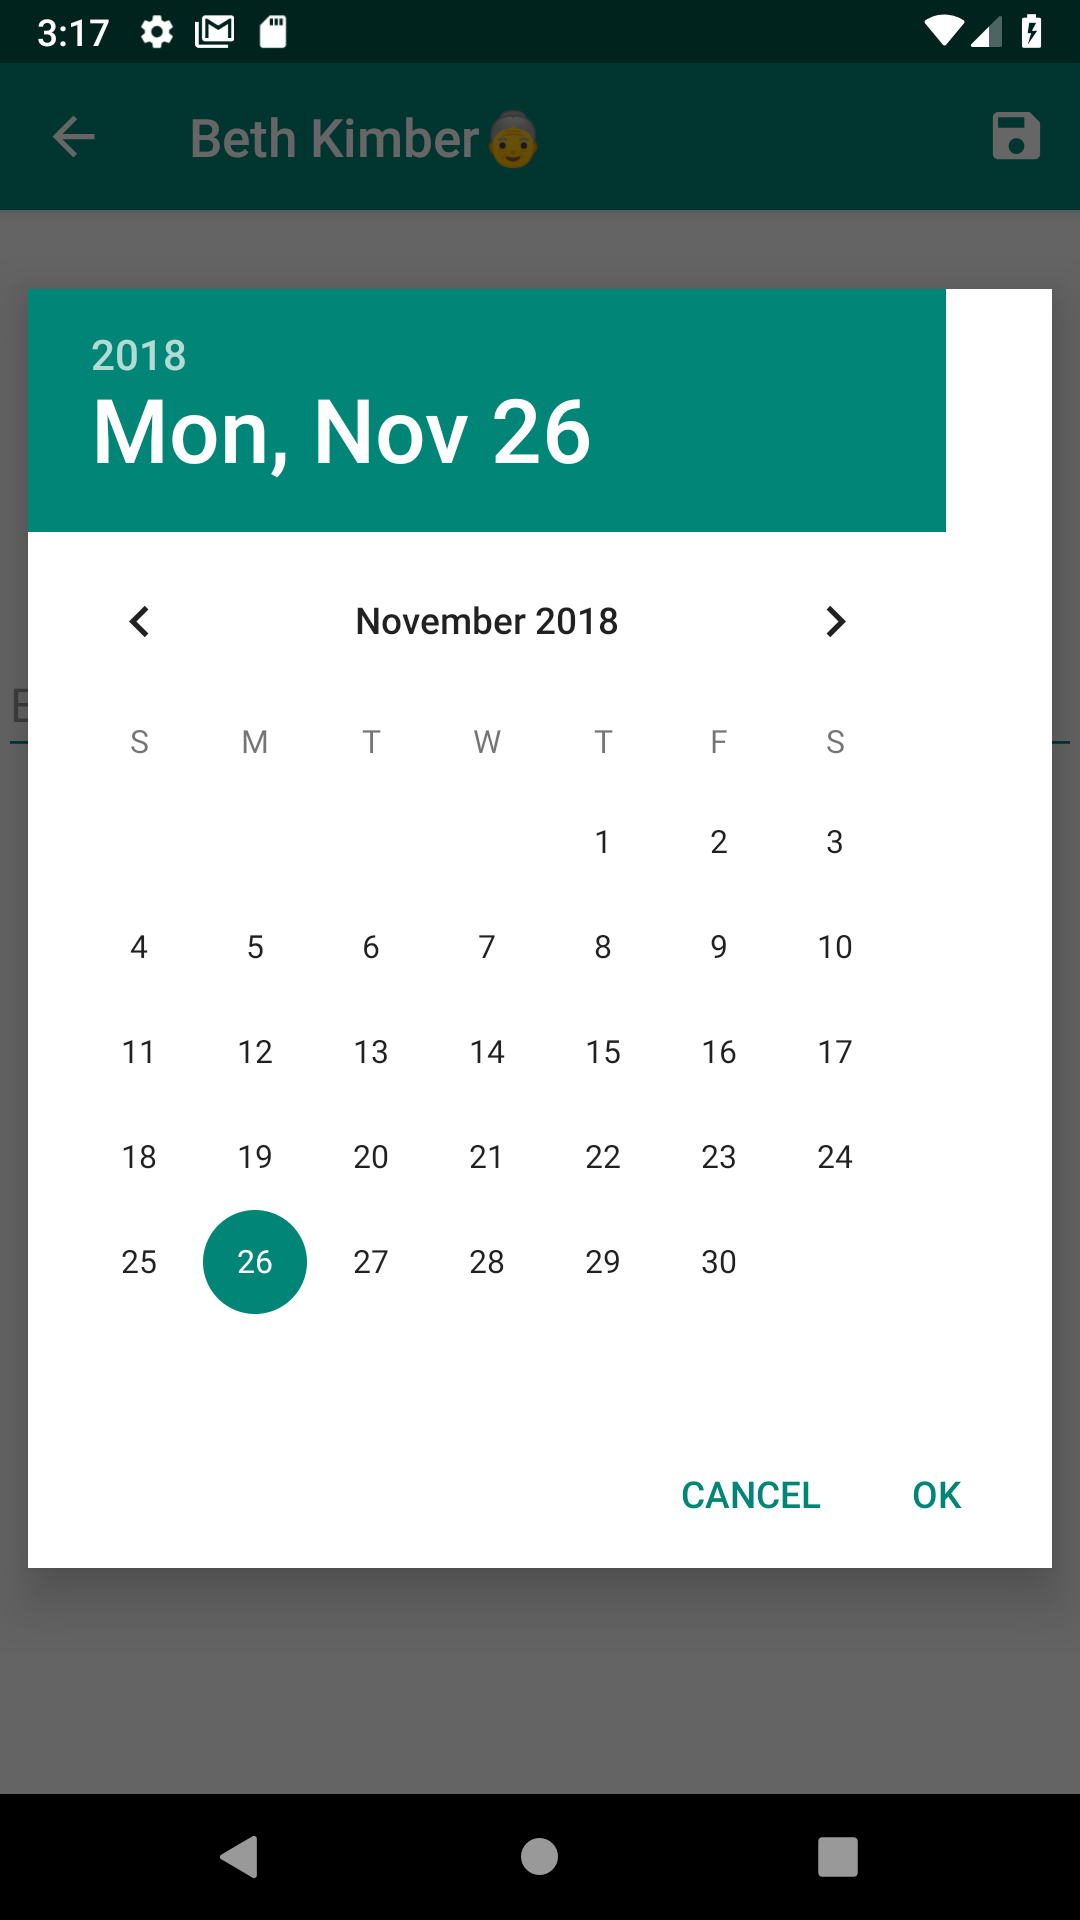 3:17
Beth Kimber👵
2018
Mon, Nov 26
November 2018
S M T W T F S
1 2 3
4 5 6 7 8 9 10
11 12 13 14 15 16 17
18 19 20 21 22 23 24
25 26 27 28 29 30
CANCEL OK